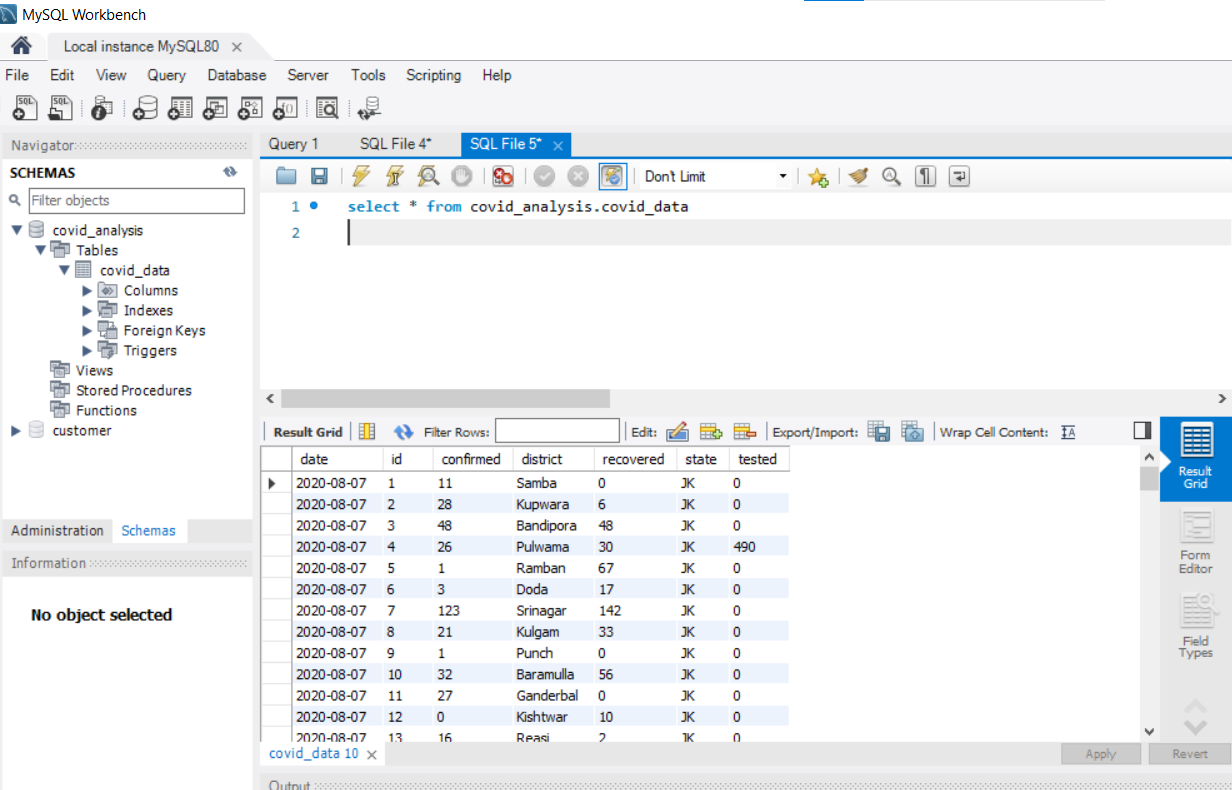 MySQL Workbench
Local instance MySQL80
File Edit View Query Database Server Tools Scripting Help
Navigator
SCHEMAS
Filter objects
covid_analysis
Tables
covid_data
Columns
Indexes
Foreign Keys
Triggers
Views
Stored Procedures
Functions
customer
Administration Schemas
Information
No object selected
Query 1 SQL File 4* SQL File 5*
Don't Limit
1 select * from covid_analysis.covid_data
2
Result Grid Filter Rows: Edit: Export/Import: Wrap Cell Content:
date id confirmed district recovered state tested
2020-08-07 1 11 Samba 0 JK 0
2020-08-07 2 28 Kupwara 6 JK 0
2020-08-07 3 48 Bandipora 48 JK 0
2020-08-07 4 26 Pulwama 30 JK 490
2020-08-07 5 1 Ramban 67 JK 0
2020-08-07 6 3 Doda 17 JK 0
2020-08-07 7 123 Srinagar 142 JK 0
2020-08-07 8 21 Kulgam 33 JK 0
2020-08-07 9 1 Punch 0 JK 0
2020-08-07 10 32 Baramulla 56 JK 0
2020-08-07 11 27 Ganderbal 0 JK 0
2020-08-07 12 0 Kishtwar 10 JK 0
2020-08-07 13 16 Reasi 2 JK 0
Result
Grid
Form
Editor
Field
Types
covid_data 10
Apply Revert
Output